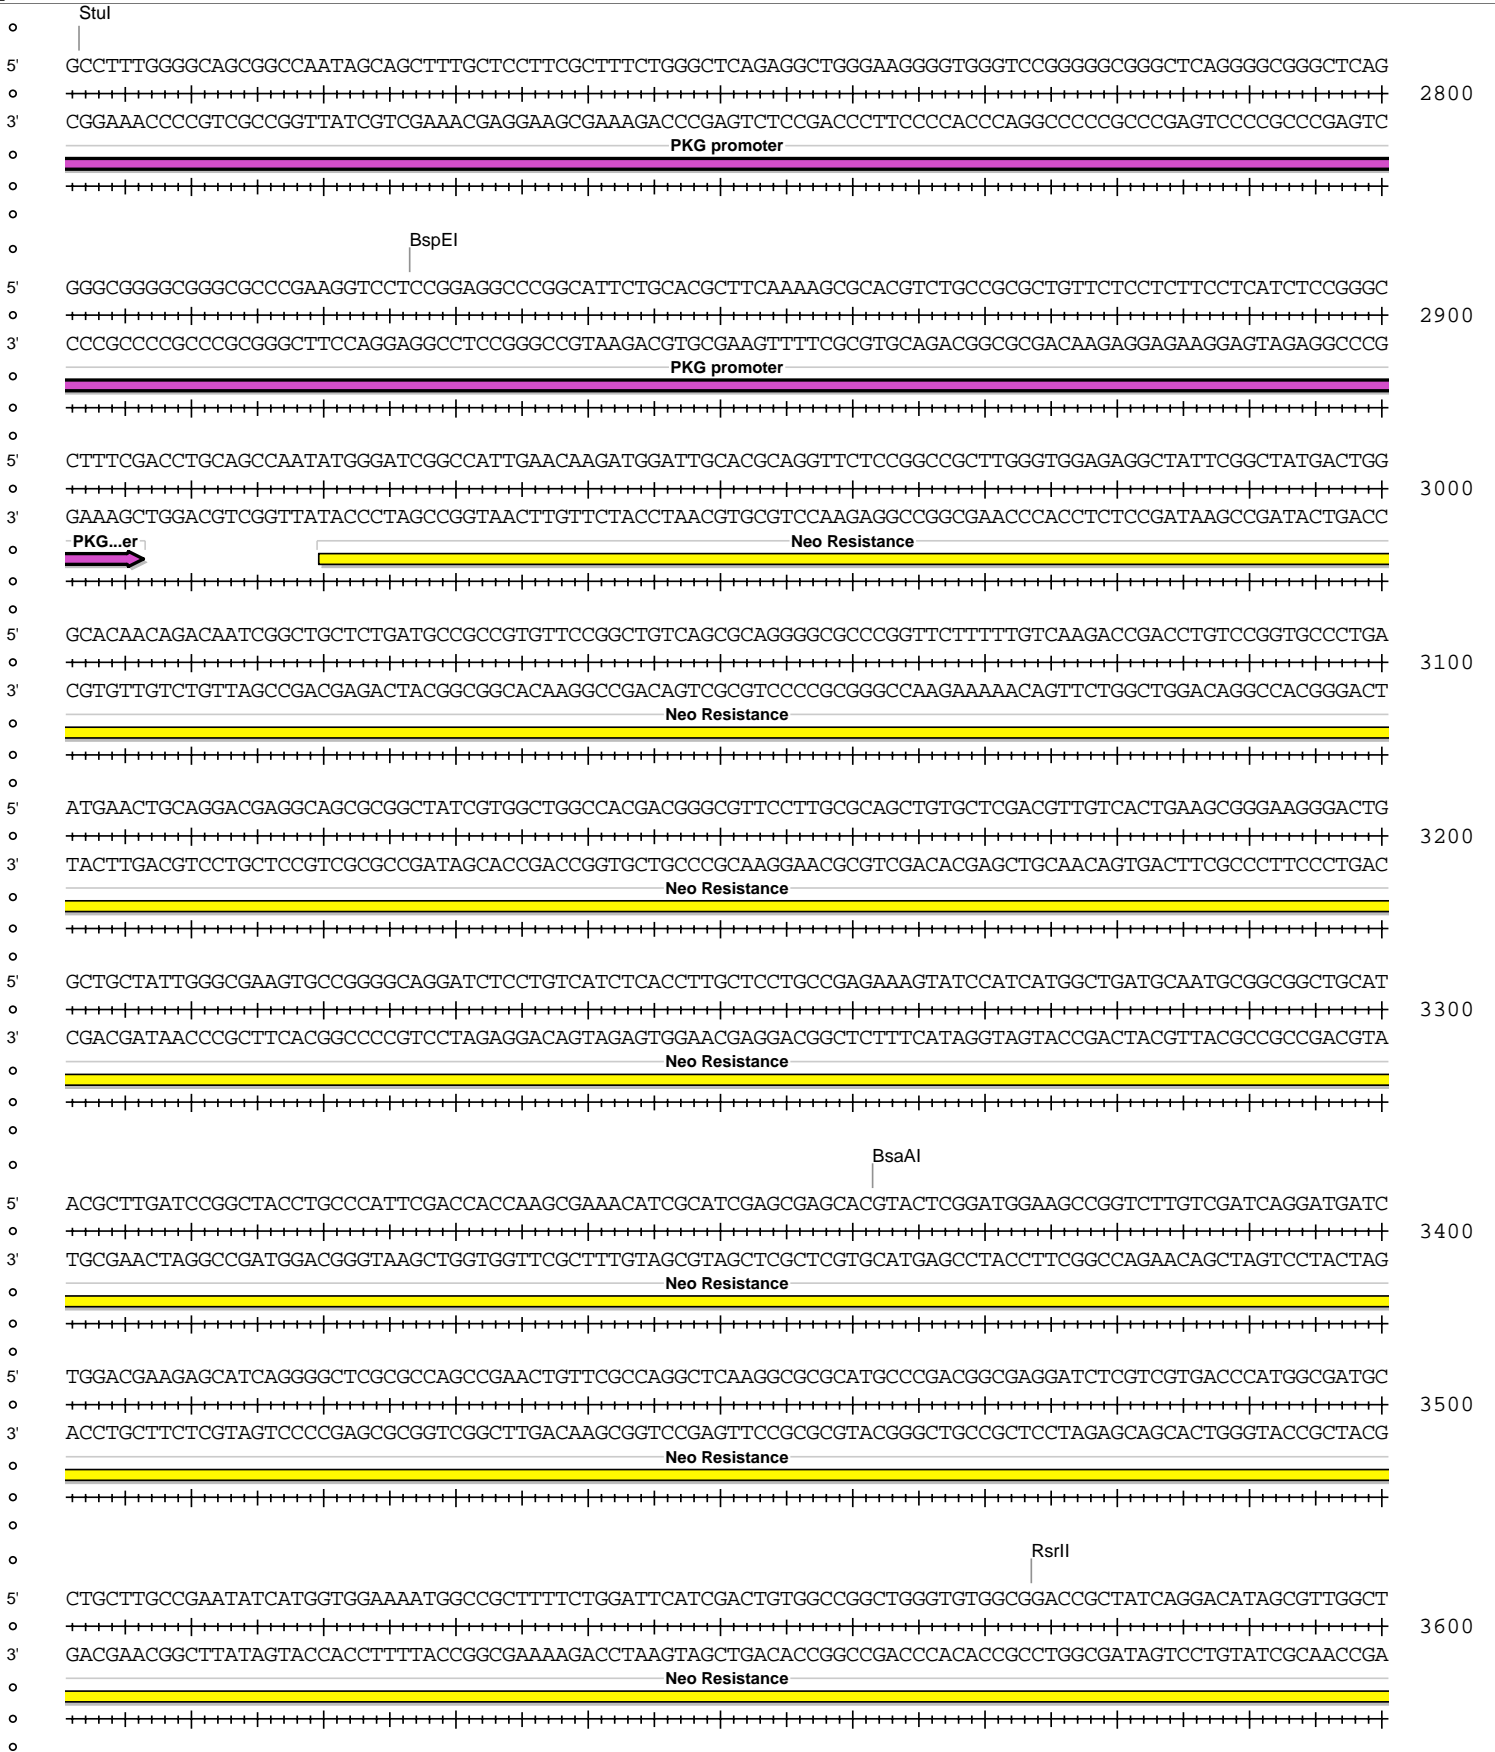 StuI
5' GCCTTTGGGGCAGCGGCCAATAGCAGCTTTGCTCCTTCGCTTTCTGGGCTCAGAGGCTGGGAAGGGGTGGGTCCGGGGGCGGGCTCAGGGGCGGGCTCAG
2800
3' CGGAAACCCCGTCGCCGGTTATCGTCGAAACGAGGAAGCGAAAGACCCGAGTCTCCGACCCTTCCCCACCCAGGCCCCCGCCCGAGTCCCCGCCCGAGTC
PKG promoter
BspEI
5' GGGCGGGGCGGGCGCCCGAAGGTCCTCCGGAGGCCCGGCATTCTGCACGCTTCAAAAGCGCACGTCTGCCGCGCTGTTCTCCTCTTCCTCATCTCCGGGC
2900
3' CCCGCCCCGCCCGCGGGCTTCCAGGAGGCCTCCGGGCCGTAAGACGTGCGAAGTTTTCGCGTGCAGACGGCGCGACAAGAGGAGAAGGAGTAGAGGCCCG
PKG promoter
5' CTTTCGACCTGCAGCCAATATGGGATCGGCCATTGAACAAGATGGATTGCACGCAGGTTCTCCGGCCGCTTGGGTGGAGAGGCTATTCGGCTATGACTGG
3000
3' GAAAGCTGGACGTCGGTTATACCCTAGCCGGTAACTTGTTCTACCTAACGTGCGTCCAAGAGGCCGGCGAACCCACCTCTCCGATAAGCCGATACTGACC
PKG...er Neo Resistance
5' GCACAACAGACAATCGGCTGCTCTGATGCCGCCGTGTTCCGGCTGTCAGCGCAGGGGCGCCCGGTTCTTTTTGTCAAGACCGACCTGTCCGGTGCCCTGA
3100
3' CGTGTTGTCTGTTAGCCGACGAGACTACGGCGGCACAAGGCCGACAGTCGCGTCCCCGCGGGCCAAGAAAAACAGTTCTGGCTGGACAGGCCACGGGACT
Neo Resistance
5' ATGAACTGCAGGACGAGGCAGCGCGGCTATCGTGGCTGGCCACGACGGGCGTTCCTTGCGCAGCTGTGCTCGACGTTGTCACTGAAGCGGGAAGGGACTG
3200
3' TACTTGACGTCCTGCTCCGTCGCGCCGATAGCACCGACCGGTGCTGCCCGCAAGGAACGCGTCGACACGAGCTGCAACAGTGACTTCGCCCTTCCCTGAC
Neo Resistance
5' GCTGCTATTGGGCGAAGTGCCGGGGCAGGATCTCCTGTCATCTCACCTTGCTCCTGCCGAGAAAGTATCCATCATGGCTGATGCAATGCGGCGGCTGCAT
3300
3' CGACGATAACCCGCTTCACGGCCCCGTCCTAGAGGACAGTAGAGTGGAACGAGGACGGCTCTTTCATAGGTAGTACCGACTACGTTACGCCGCCGACGTA
Neo Resistance
BsaAI
5' ACGCTTGATCCGGCTACCTGCCCATTCGACCACCAAGCGAAACATCGCATCGAGCGAGCACGTACTCGGATGGAAGCCGGTCTTGTCGATCAGGATGATC
3400
3' TGCGAACTAGGCCGATGGACGGGTAAGCTGGTGGTTCGCTTTGTAGCGTAGCTCGCTCGTGCATGAGCCTACCTTCGGCCAGAACAGCTAGTCCTACTAG
Neo Resistance
5' TGGACGAAGAGCATCAGGGGCTCGCGCCAGCCGAACTGTTCGCCAGGCTCAAGGCGCGCATGCCCGACGGCGAGGATCTCGTCGTGACCCATGGCGATGC
3500
3' ACCTGCTTCTCGTAGTCCCCGAGCGCGGTCGGCTTGACAAGCGGTCCGAGTTCCGCGCGTACGGGCTGCCGCTCCTAGAGCAGCACTGGGTACCGCTACG
Neo Resistance
RsrII
5' CTGCTTGCCGAATATCATGGTGGAAAATGGCCGCTTTTCTGGATTCATCGACTGTGGCCGGCTGGGTGTGGCGGACCGCTATCAGGACATAGCGTTGGCT
3600
3' GACGAACGGCTTATAGTACCACCTTTTACCGGCGAAAAGACCTAAGTAGCTGACACCGGCCGACCCACACCGCCTGGCGATAGTCCTGTATCGCAACCGA
Neo Resistance